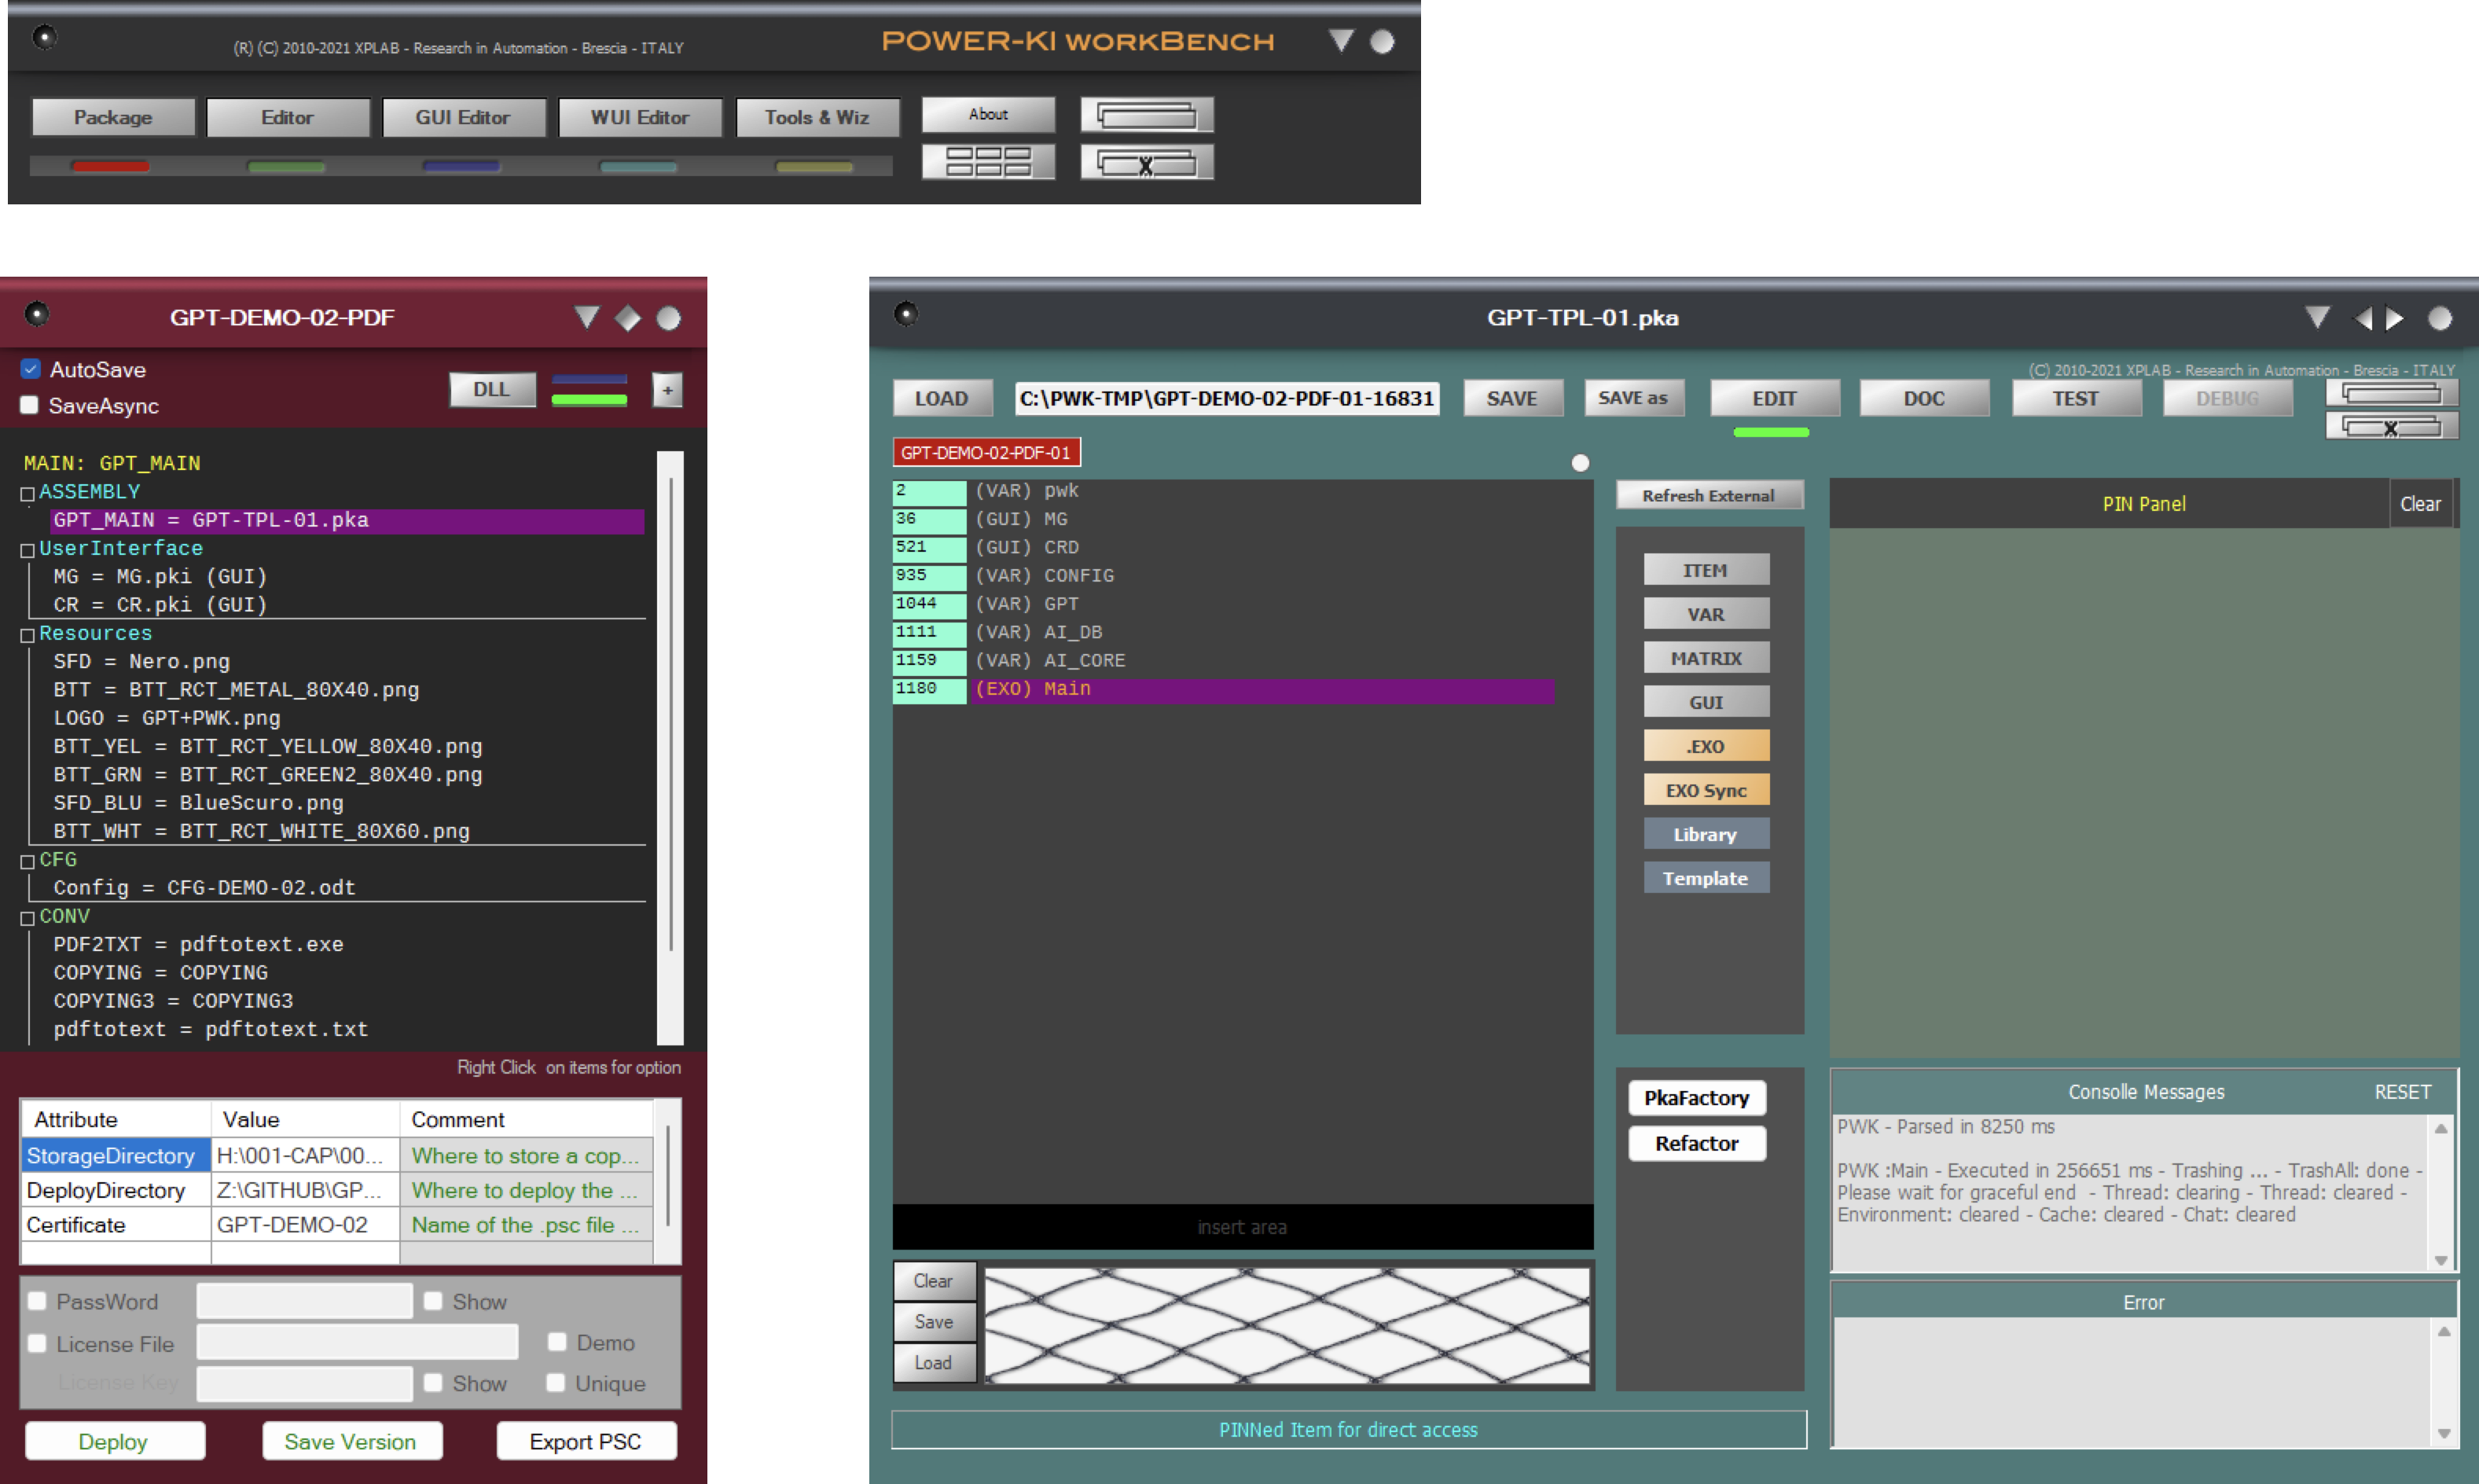 (R) (C) 2010-2021 XPLAB - Research in Automation - Brescia - ITALY
POWER-KI WORKBENCH
Package
Editor
GUI Editor
WUI Editor
Tools & Wiz
About
X
GPT-DEMO-02-PDF
AutoSave
SaveAsync
DLL
+
MAIN: GPT_MAIN
ASSEMBLY
GPT_MAIN = GPT-TPL-01.pka
UserInterface
MG = MG.pki (GUI)
CR = CR.pki (GUI)
Resources
SFD = Nero.png
BTT = BTT_RCT_METAL_80X40.png
LOGO = GPT+PWK.png
BTT_YEL = BTT_RCT_YELLOW_80X40.png
BTT_GRN = BTT_RCT_GREEN2_80X40.png
SFD_BLU = BlueScuro.png
BTT_WHT = BTT_RCT_WHITE_80X60.png
CFG
Config = CFG-DEMO-02.odt
CONV
PDF2TXT = pdftotext.exe
COPYING = COPYING
COPYING3 = COPYING3
pdftotext = pdftotext.txt
Right Click on items for option
Attribute Value Comment
StorageDirectory H:\001-CAP\00... Where to store a cop...
DeployDirectory Z:\GITHUB\GP... Where to deploy the ...
Certificate GPT-DEMO-02 Name of the .psc file ...
PassWord
Show
License File
Demo
License Key
Show
Unique
Deploy
Save Version
Export PSC
GPT-TPL-01.pka
(C) 2010-2021 XPLAB - Research in Automation - Brescia - ITALY
LOAD
C:\PWK-TMP\GPT-DEMO-02-PDF-01-16831
SAVE
SAVE as
EDIT
DOC
TEST
DEBUG
X
GPT-DEMO-02-PDF-01
2 (VAR) pwk
36 (GUI) MG
521 (GUI) CRD
935 (VAR) CONFIG
1044 (VAR) GPT
1111 (VAR) AI_DB
1159 (VAR) AI_CORE
1180 (EXO) Main
insert area
Clear
Save
Load
PINNed Item for direct access
Refresh External
ITEM
VAR
MATRIX
GUI
.EXO
EXO Sync
Library
Template
PkaFactory
Refactor
PIN Panel
Clear
Consolle Messages
RESET
PWK - Parsed in 8250 ms
PWK :Main - Executed in 256651 ms - Trashing ... - TrashAll: done -
Please wait for graceful end - Thread: clearing - Thread: cleared -
Environment: cleared - Cache: cleared - Chat: cleared
Error